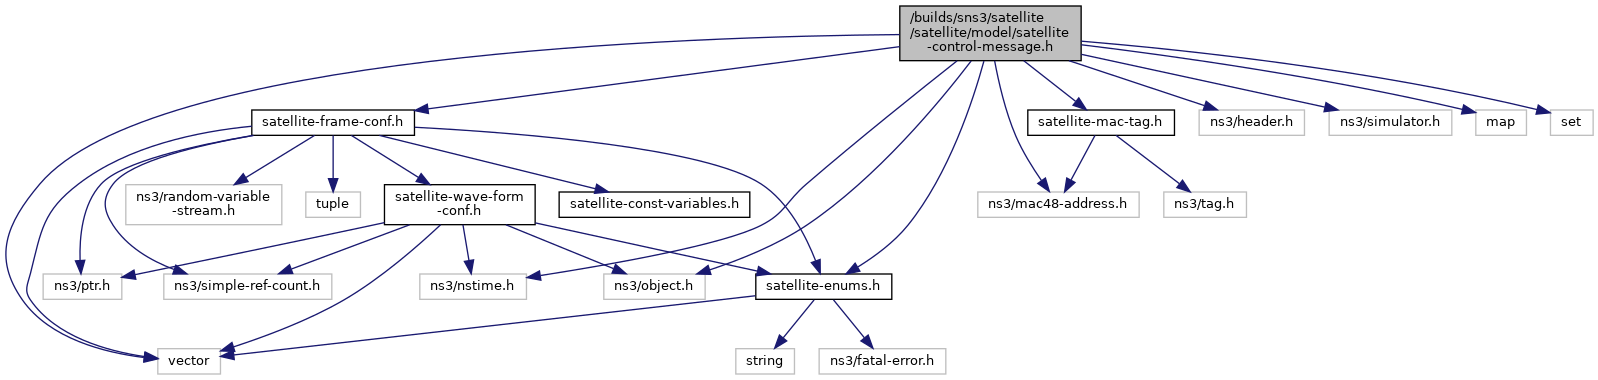 /builds/sns3/satellite
/satellite/model/satellite
-control-message.h
satellite-frame-conf.h
satellite-mac-tag.h
ns3/header.h
ns3/simulator.h
map
set
ns3/random-variable
-stream.h
tuple
satellite-wave-form
-conf.h
satellite-const-variables.h
ns3/mac48-address.h
ns3/tag.h
ns3/ptr.h
ns3/simple-ref-count.h
ns3/nstime.h
ns3/object.h
satellite-enums.h
vector
string
ns3/fatal-error.h